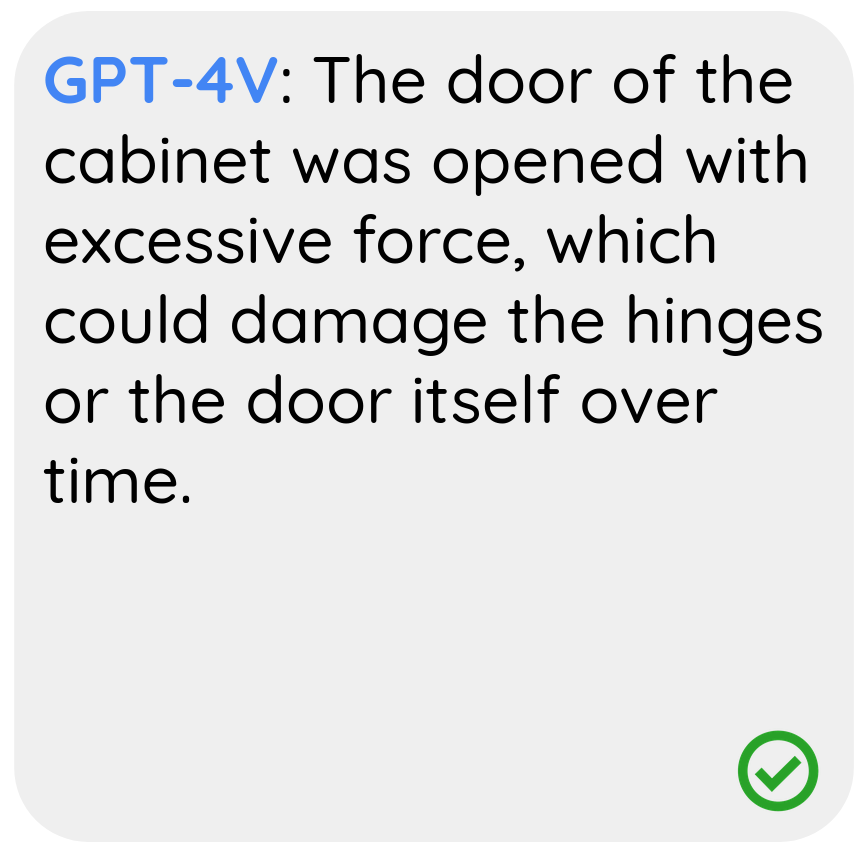 GPT-4V: The door of the
cabinet was opened with
excessive force, which
could damage the hinges
or the door itself over
time.